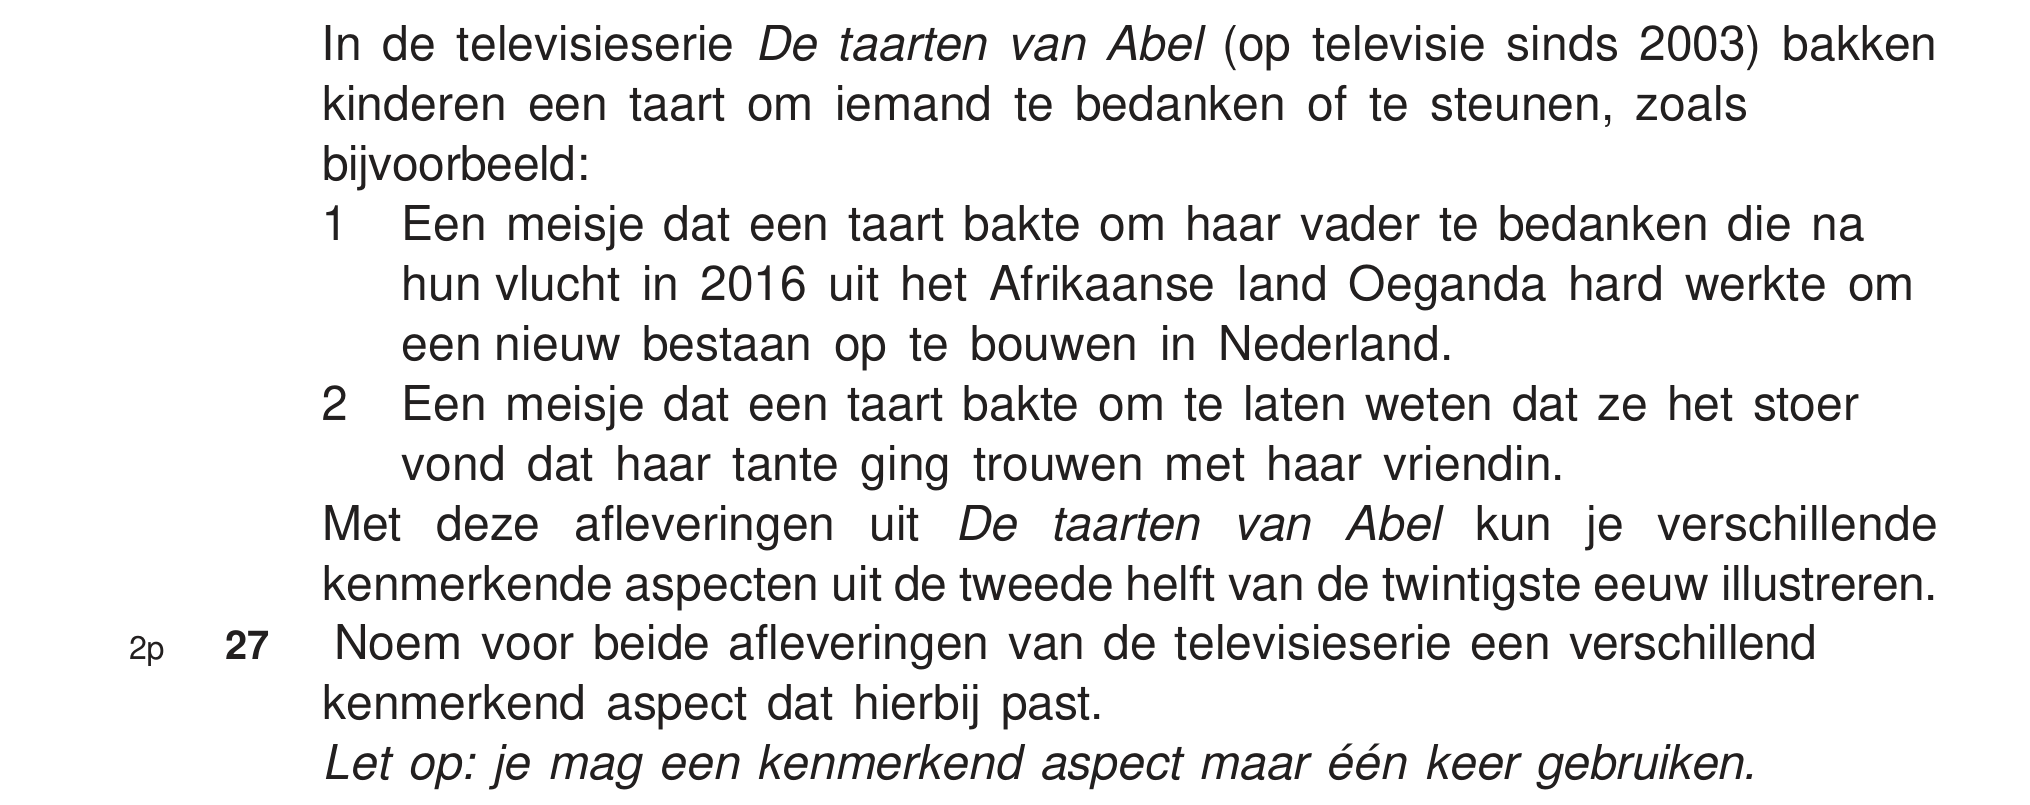 In de televisieserie De taarten van Abel (op televisie sinds 2003) bakken
kinderen een taart om iemand te bedanken of te steunen, zoals
bijvoorbeeld:
1 Een meisje dat een taart bakte om haar vader te bedanken die na
hun vlucht in 2016 uit het Afrikaanse land Oeganda hard werkte om
een nieuw bestaan op te bouwen in Nederland.
2 Een meisje dat een taart bakte om te laten weten dat ze het stoer
vond dat haar tante ging trouwen met haar vriendin.
Met deze afleveringen uit De taarten van Abel kun je verschillende
kenmerkende aspecten uit de tweede helft van de twintigste eeuw illustreren.
2p 27 Noem voor beide afleveringen van de televisieserie een verschillend
kenmerkend aspect dat hierbij past.
Let op: je mag een kenmerkend aspect maar één keer gebruiken.